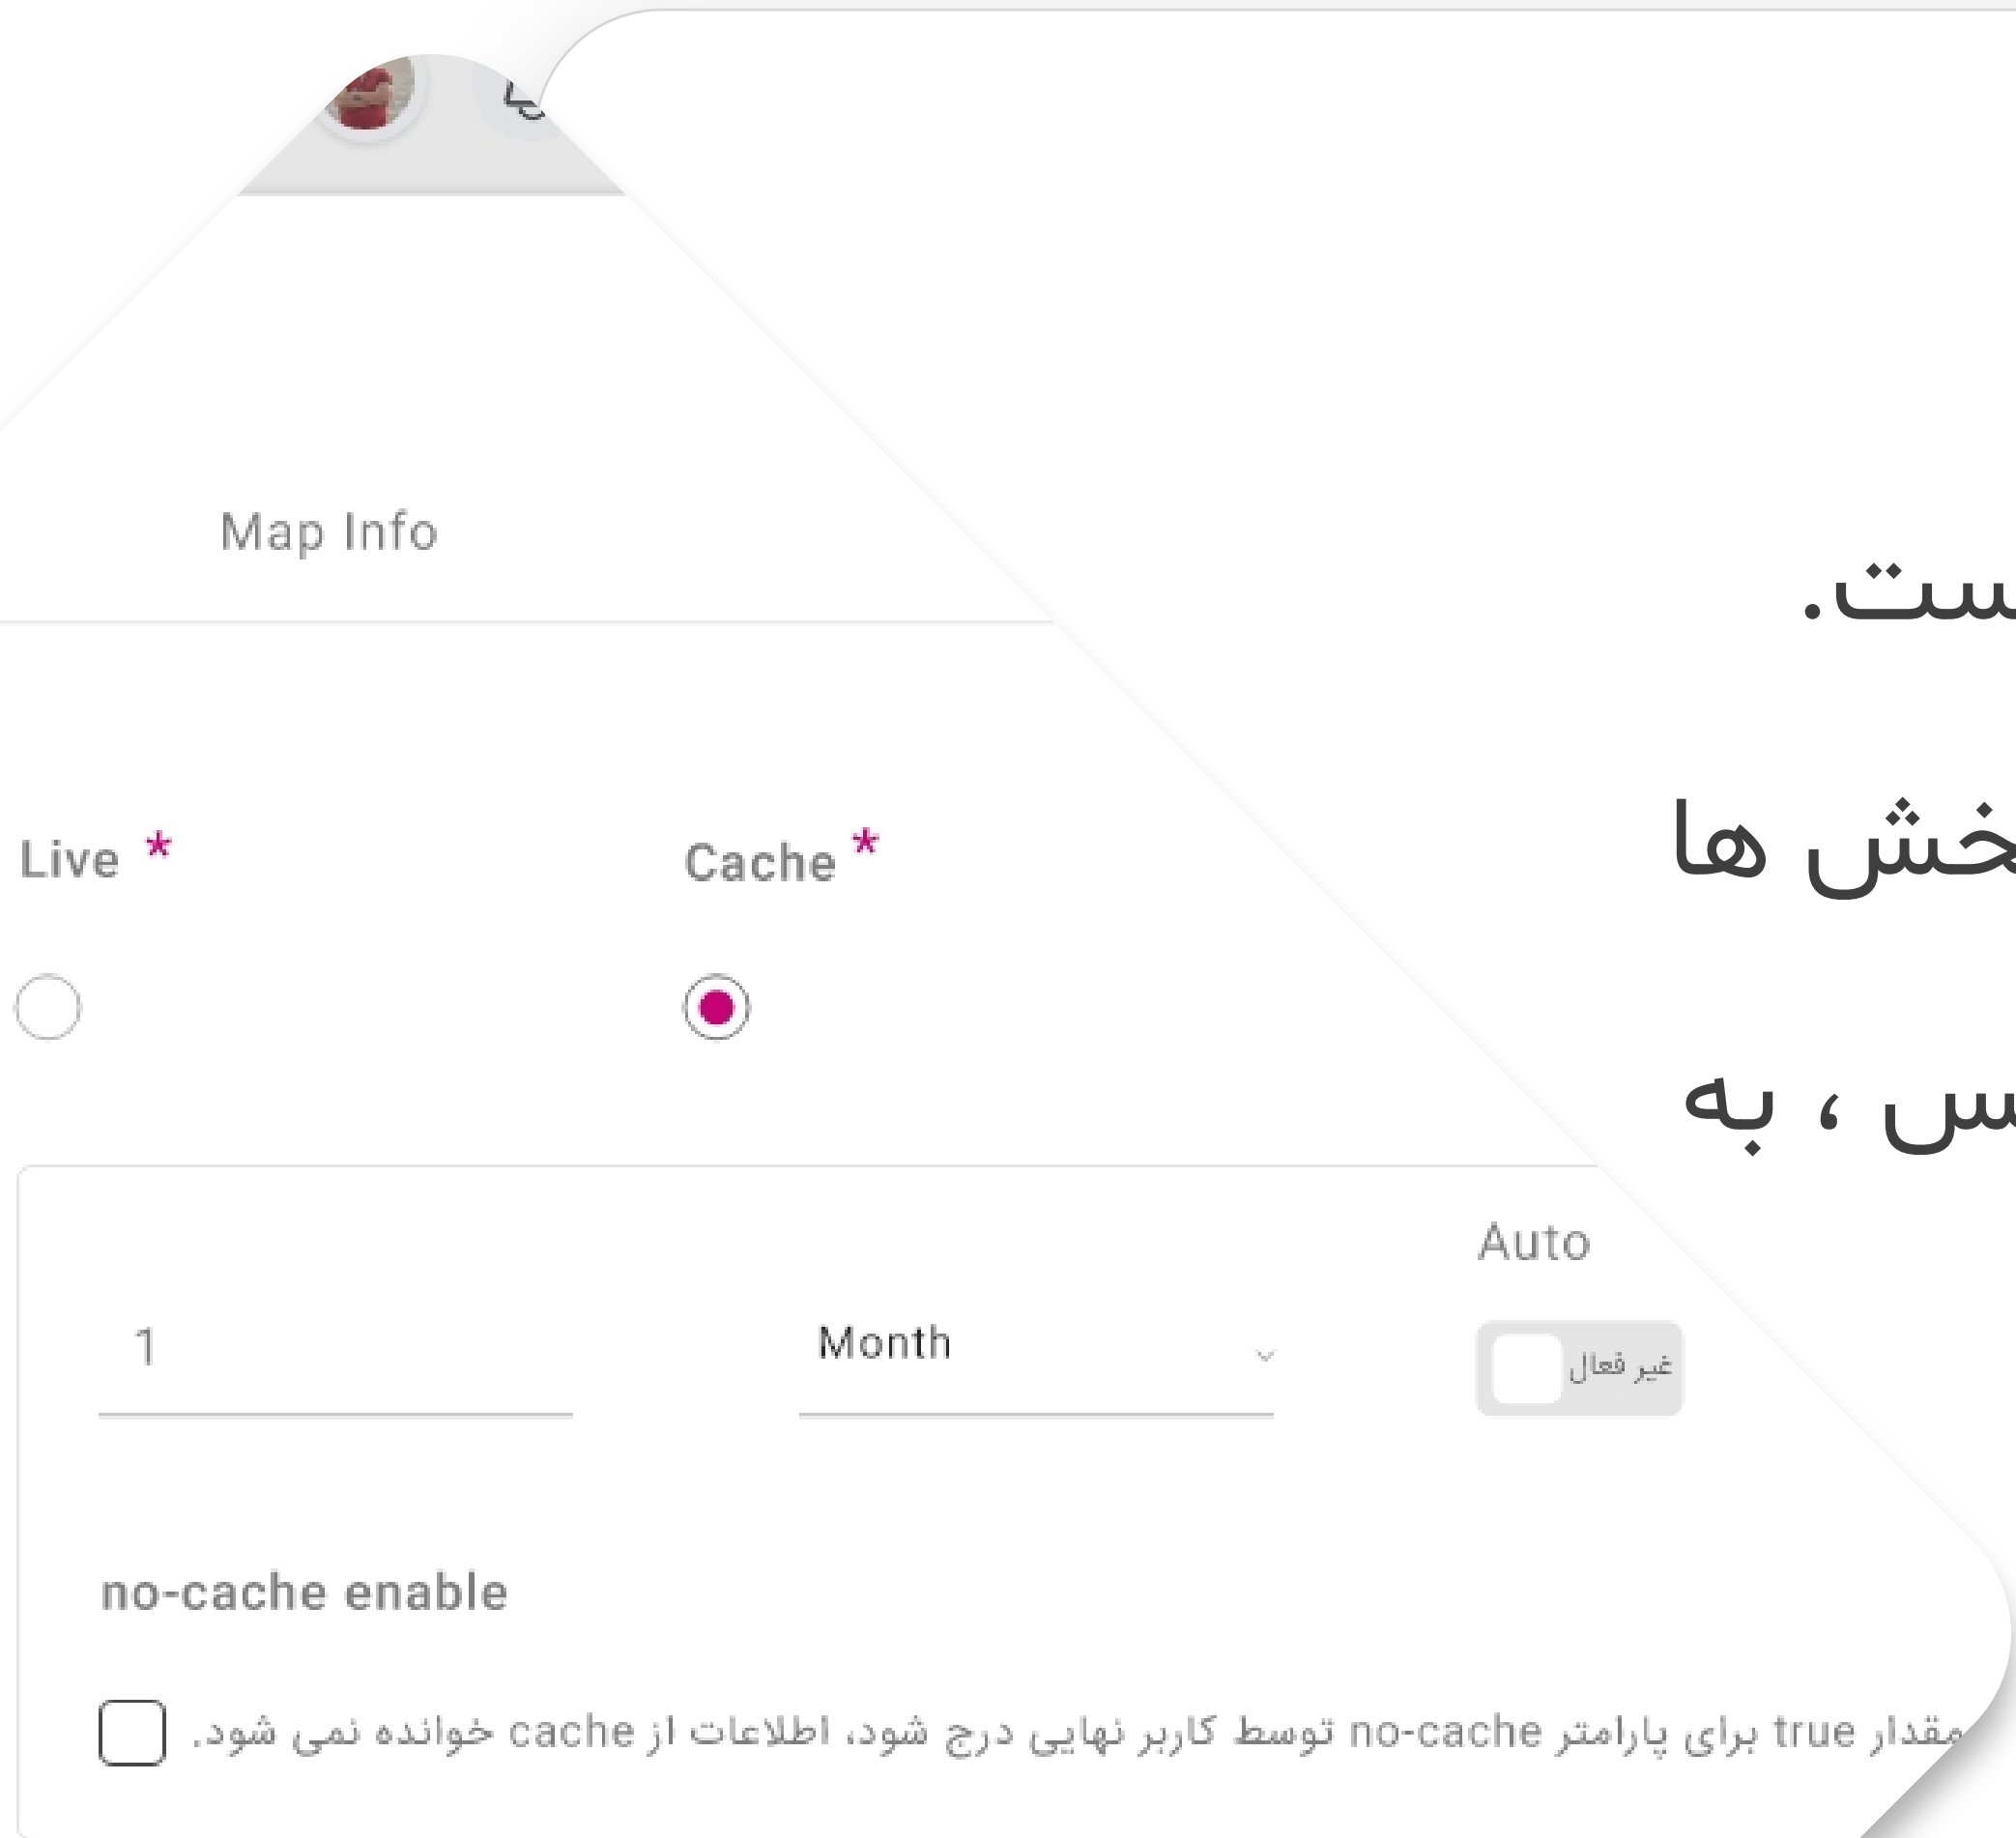 Map Info
ست.
خش ها
Live * Cache *
س ، به
Auto
1 Month غیر فعال
no-cache enable
مقدار true برای پارامتر no-cache توسط کاربر نهایی درج شود، اطلاعات از cache خوانده نمی شود.